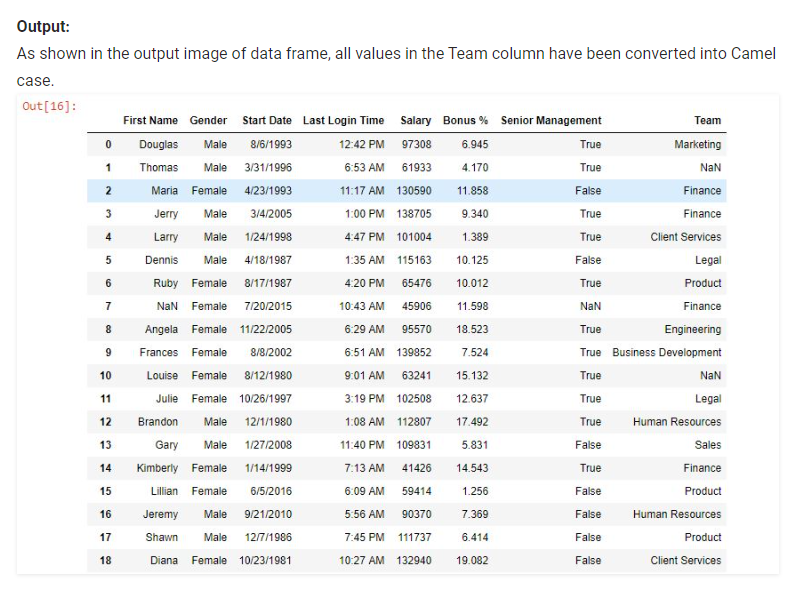 Output:
As shown in the output image of data frame, all values in the Team column have been converted into Camel
case.
Out[16]:
First Name Gender Start Date Last Login Time Salary Bonus % Senior Management Team
0 Douglas Male 8/6/1993 12:42 PM 97308 6.945 True Marketing
1 Thomas Male 3/31/1996 6:53 AM 61933 4.170 True NaN
2 Maria Female 4/23/1993 11:17 AM 130590 11.858 False Finance
3 Jerry Male 3/4/2005 1:00 PM 138705 9.340 True Finance
4 Larry Male 1/24/1998 4:47 PM 101004 1.389 True Client Services
5 Dennis Male 4/18/1987 1:35 AM 115163 10.125 False Legal
6 Ruby Female 8/17/1987 4:20 PM 65476 10.012 True Product
7 NaN Female 7/20/2015 10:43 AM 45906 11.598 NaN Finance
8 Angela Female 11/22/2005 6:29 AM 95570 18.523 True Engineering
9 Frances Female 8/8/2002 6:51 AM 139852 7.524 True Business Development
10 Louise Female 8/12/1980 9:01 AM 63241 15.132 True NaN
11 Julie Female 10/26/1997 3:19 PM 102508 12.637 True Legal
12 Brandon Male 12/1/1980 1:08 AM 112807 17.492 True Human Resources
13 Gary Male 1/27/2008 11:40 PM 109831 5.831 False Sales
14 Kimberly Female 1/14/1999 7:13 AM 41426 14.543 True Finance
15 Lillian Female 6/5/2016 6:09 AM 59414 1.256 False Product
16 Jeremy Male 9/21/2010 5:56 AM 90370 7.369 False Human Resources
17 Shawn Male 12/7/1986 7:45 PM 111737 6.414 False Product
18 Diana Female 10/23/1981 10:27 AM 132940 19.082 False Client Services